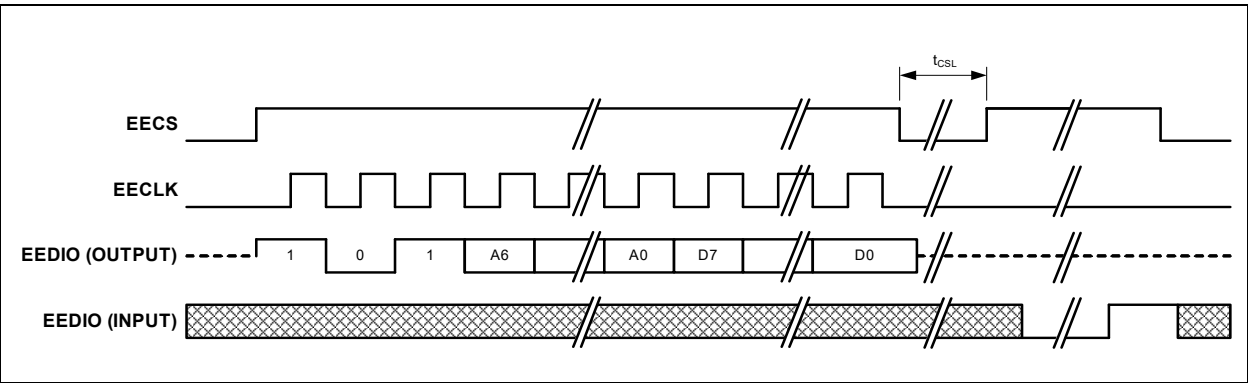 tCSL
EECS
EECLK
EEDIO (OUTPUT) 1 0 1 A6 A0 D7 D0
EEDIO (INPUT)